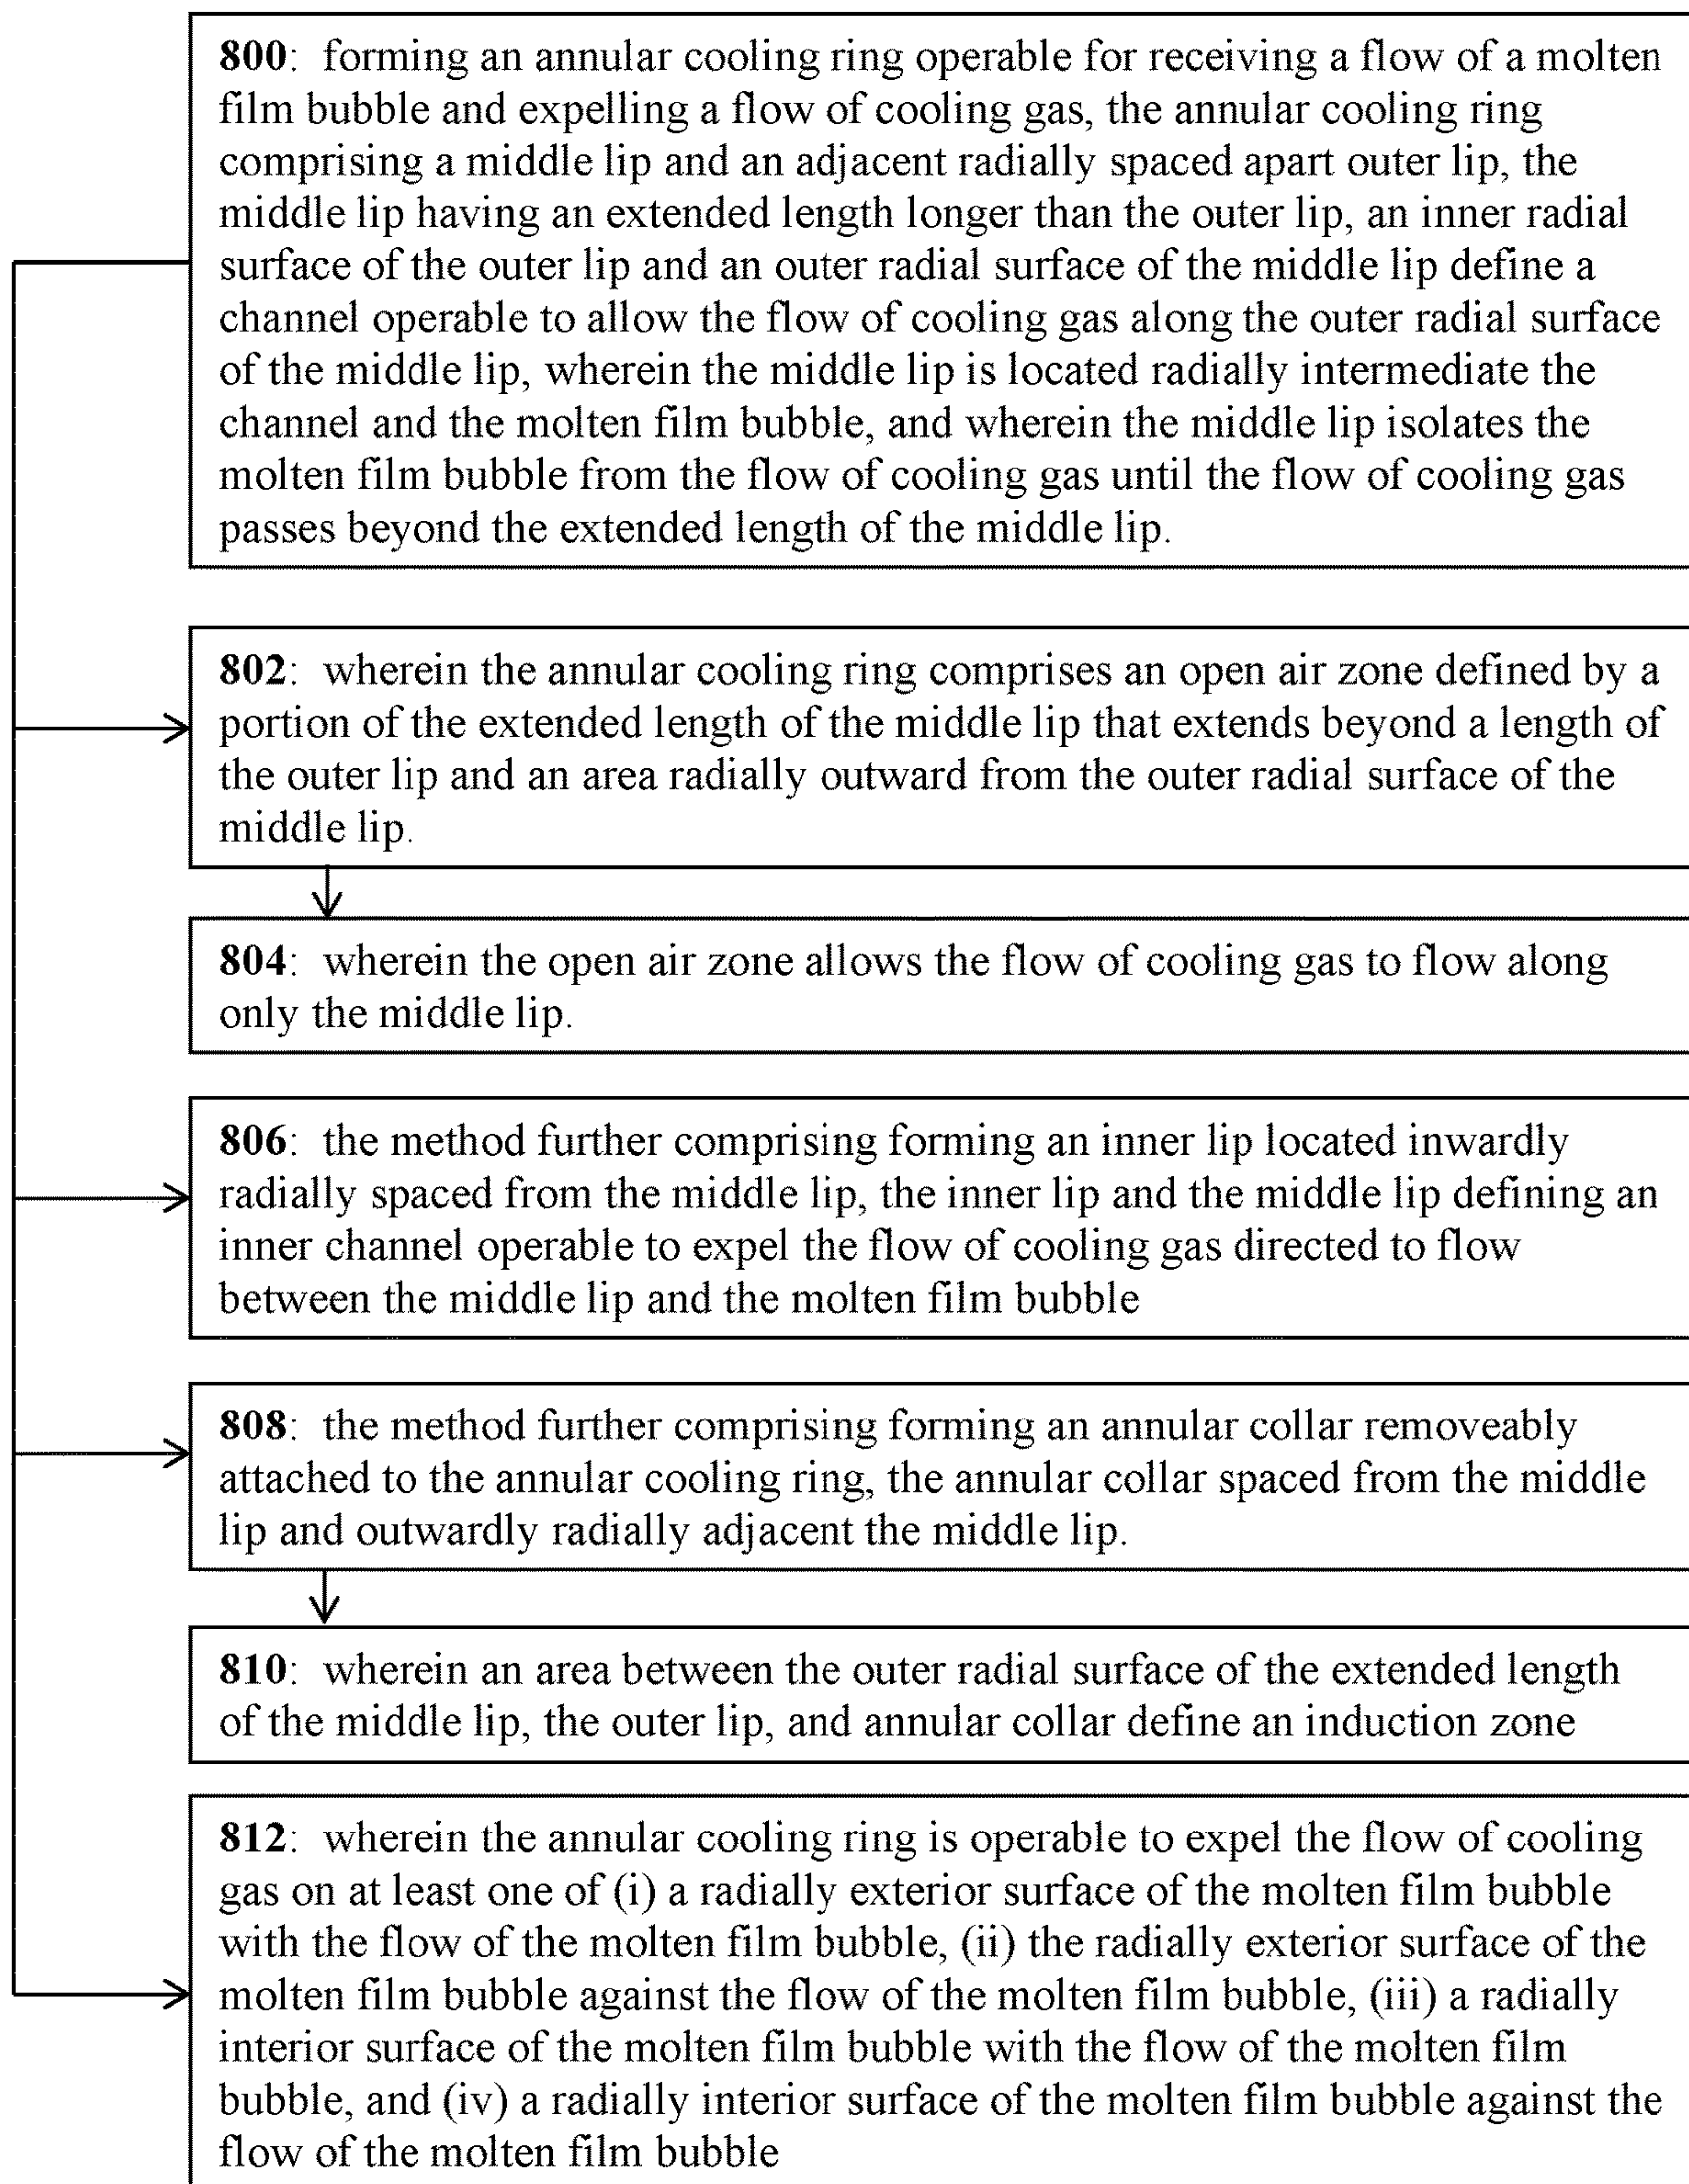 800: forming an annular cooling ring operable for receiving a flow of a molten
film bubble and expelling a flow of cooling gas, the annular cooling ring
comprising a middle lip and an adjacent radially spaced apart outer lip, the
middle lip having an extended length longer than the outer lip, an inner radial
surface of the outer lip and an outer radial surface of the middle lip define a
channel operable to allow the flow of cooling gas along the outer radial surface
of the middle lip, wherein the middle lip is located radially intermediate the
channel and the molten film bubble, and wherein the middle lip isolates the
molten film bubble from the flow of cooling gas until the flow of cooling gas
passes beyond the extended length of the middle lip.
802: wherein the annular cooling ring comprises an open air zone defined by a
portion of the extended length of the middle lip that extends beyond a length of
the outer lip and an area radially outward from the outer radial surface of the
middle lip.
804: wherein the open air zone allows the flow of cooling gas to flow along
only the middle lip.
806: the method further comprising forming an inner lip located inwardly
radially spaced from the middle lip, the inner lip and the middle lip defining an
inner channel operable to expel the flow of cooling gas directed to flow
between the middle lip and the molten film bubble
808: the method further comprising forming an annular collar removeably
attached to the annular cooling ring, the annular collar spaced from the middle
lip and outwardly radially adjacent the middle lip.
810: wherein an area between the outer radial surface of the extended length
of the middle lip, the outer lip, and annular collar define an induction zone
812: wherein the annular cooling ring is operable to expel the flow of cooling
gas on at least one of (i) a radially exterior surface of the molten film bubble
with the flow of the molten film bubble, (ii) the radially exterior surface of the
molten film bubble against the flow of the molten film bubble, (iii) a radially
interior surface of the molten film bubble with the flow of the molten film
bubble, and (iv) a radially interior surface of the molten film bubble against the
flow of the molten film bubble